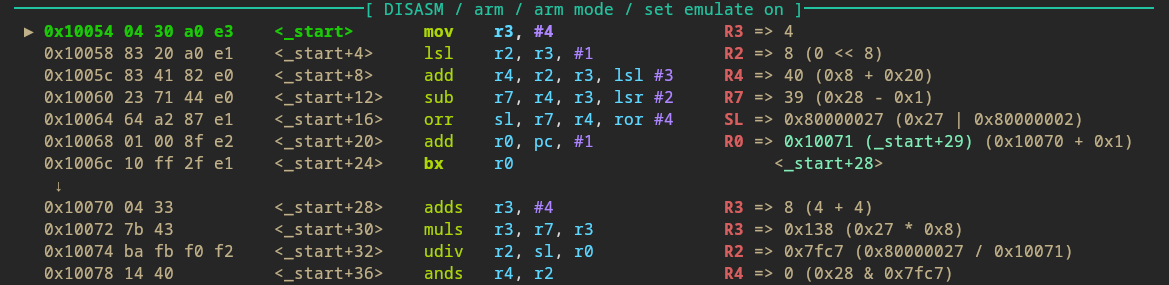 [ DISASM / arm / arm mode / set emulate on ]
► 0x10054 04 30 a0 e3 <_start> mov r3, #4 R3 => 4
0x10058 83 20 a0 e1 <_start+4> lsl r2, r3, #1 R2 => 8 (0 << 8)
0x1005c 83 41 82 e0 <_start+8> add r4, r2, r3, lsl #3 R4 => 40 (0x8 + 0x20)
0x10060 23 71 44 e0 <_start+12> sub r7, r4, r3, lsr #2 R7 => 39 (0x28 - 0x1)
0x10064 64 a2 87 e1 <_start+16> orr sl, r7, r4, ror #4 SL => 0x80000027 (0x27 | 0x80000002)
0x10068 01 00 8f e2 <_start+20> add r0, pc, #1 R0 => 0x10071 (_start+29) (0x10070 + 0x1)
0x1006c 10 ff 2f e1 <_start+24> bx r0 <_start+28>
↓
0x10070 04 33 <_start+28> adds r3, #4 R3 => 8 (4 + 4)
0x10072 7b 43 <_start+30> muls r3, r7, r3 R3 => 0x138 (0x27 * 0x8)
0x10074 ba fb f0 f2 <_start+32> udiv r2, sl, r0 R2 => 0x7fc7 (0x80000027 / 0x10071)
0x10078 14 40 <_start+36> ands r4, r2 R4 => 0 (0x28 & 0x7fc7)